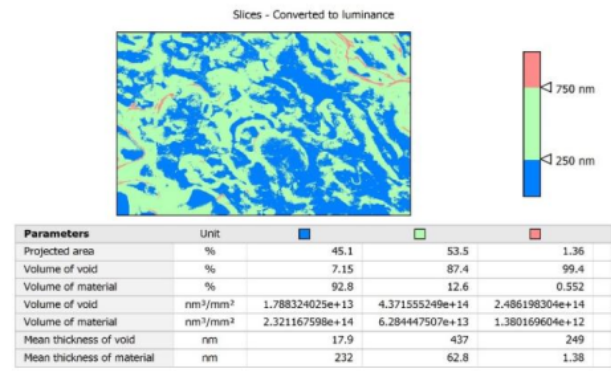 Slices - Converted to luminance
750 nm
250 nm
Parameters Unit
Projected area % 45.1 53.5 1.36
Volume of void % 7.15 87.4 99.4
Volume of material % 92.8 12.6 0.552
Volume of void nm³/mm² 1.788324025e+13 4.371555249e+14 2.486198304e+14
Volume of material nm³/mm² 2.321167598e+14 6.284447507e+13 1.380169604e+12
Mean thickness of void nm 17.9 437 249
Mean thickness of material nm 232 62.8 1.38